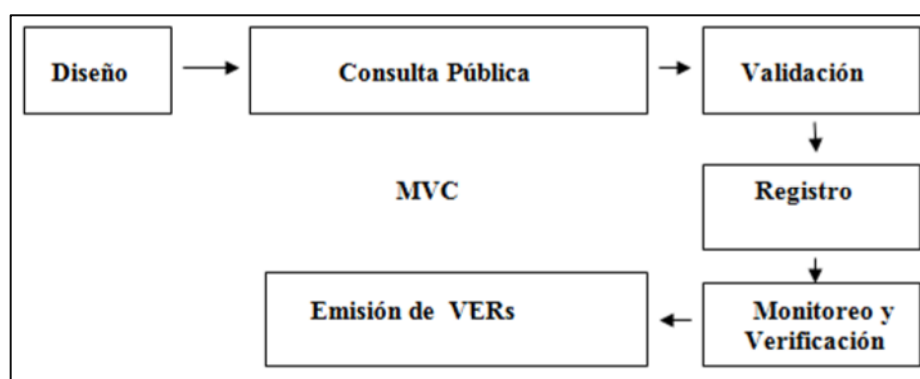 Diseño
Consulta Pública
Validación
MVC
Registro
Emisión de VERs
Monitoreo y
Verificación